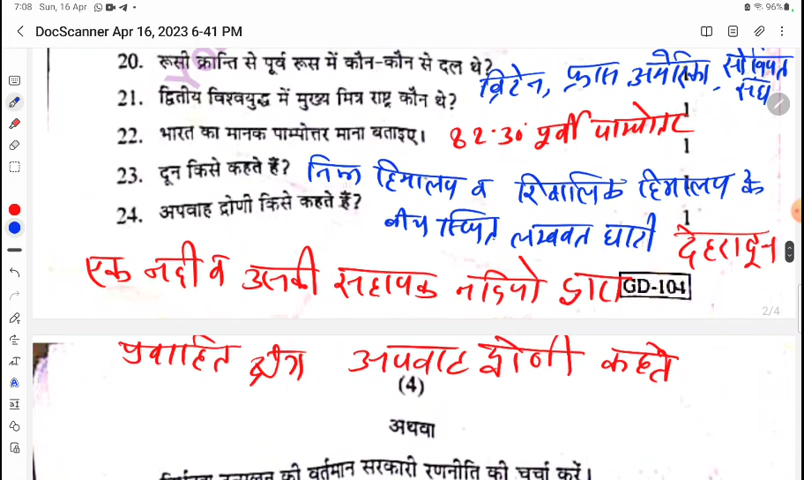 7:08 Sun, 16 Apr 96%
DocScanner Apr 16, 2023 6-41 PM
20. रूसी क्रान्ति से पूर्व रूस में कौन-कौन से दल थे?
ब्रिटेन, फ्रांस अमेरिका, सोवियत संघ
21. द्वितीय विश्वयुद्ध में मुख्य मित्र राष्ट्र कौन थे? 1
22. भारत का मानक याम्योत्तर माना बताइए। 82·30' पूर्वी याम्योत्तर 1
23. दून किसे कहते हैं? निम्न हिमालय व शिवालिक हिमालय के
24. अपवाह द्रोणी किसे कहते हैं? बीच स्थित लम्बवत घाटी 1 देहरादून
एक नदी व उसकी सहायक नदियो द्वारा GD-104
2/4
प्रवाहित क्षेत्र अपवाह द्रोणी कहते
(4)
अथवा
की वर्तमान सरकारी रणनीति की चर्चा करें।